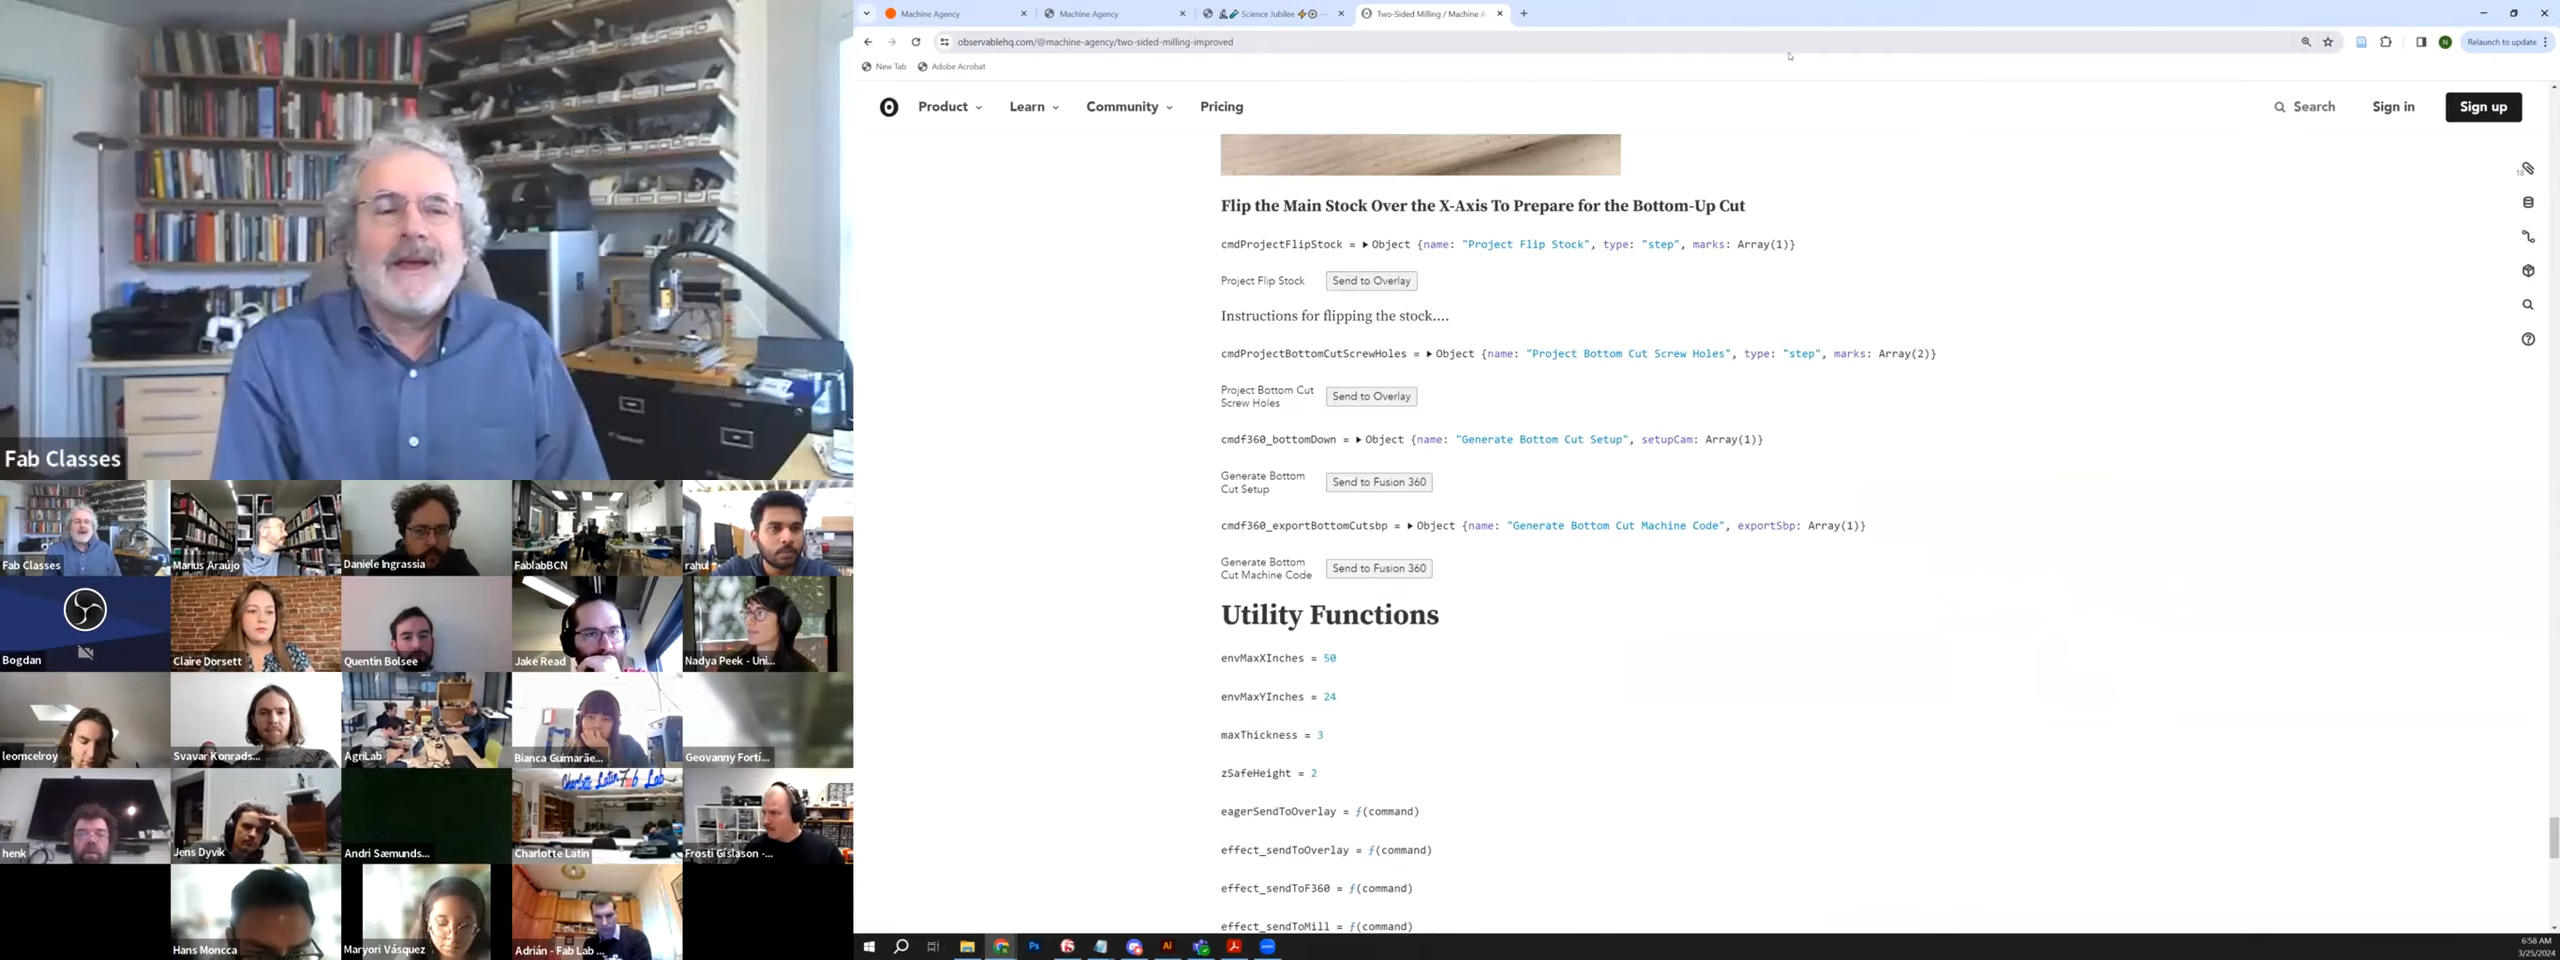 Machine Agency
Machine Agency
Science Jubilee
Two-Sided Milling / Machine A
observablehq.com/@machine-agency/two-sided-milling-improved
Relaunch to update
New Tab
Adobe Acrobat
Product
Learn
Community
Pricing
Search
Sign in
Sign up
Flip the Main Stock Over the X-Axis To Prepare for the Bottom-Up Cut
cmdProjectFlipStock = ▶ Object {name: "Project Flip Stock", type: "step", marks: Array(1)}
Project Flip Stock
Send to Overlay
Instructions for flipping the stock....
cmdProjectBottomCutScrewHoles = ▶ Object {name: "Project Bottom Cut Screw Holes", type: "step", marks: Array(2)}
Project Bottom Cut
Screw Holes
Send to Overlay
cmdf360_bottomDown = ▶ Object {name: "Generate Bottom Cut Setup", setupCam: Array(1)}
Generate Bottom
Cut Setup
Send to Fusion 360
cmdf360_exportBottomCutsbp = ▶ Object {name: "Generate Bottom Cut Machine Code", exportSbp: Array(1)}
Generate Bottom
Cut Machine Code
Send to Fusion 360
Utility Functions
envMaxXInches = 50
envMaxYInches = 24
maxThickness = 3
zSafeHeight = 2
eagerSendToOverlay = ƒ(command)
effect_sendToOverlay = ƒ(command)
effect_sendToF360 = ƒ(command)
effect_sendToMill = ƒ(command)
6:58 AM
3/25/2024
Fab Classes
Fab Classes
Marius Araújo
Daniele Ingrassia
FablabBCN
rahul
Bogdan
Claire Dorsett
Quentin Bolsee
Jake Read
Nadya Peek - Uni...
leomcelroy
Svavar Konrads...
AgriLab
Bianca Guimarãe...
Geovanny Fortí...
henk
Jens Dyvik
Andri Sæmunds...
Charlotte Latin Fab Lab
Charlotte Latin
Frosti Gíslason -...
Hans Moncca
Maryori Vásquez
Adrián - Fab Lab ...